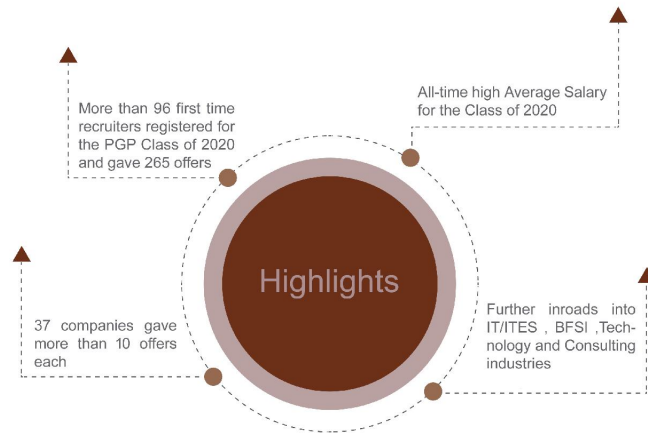 More than 96 first time
recruiters registered for
the PGP Class of 2020
and gave 265 offers
All-time high Average Salary
for the Class of 2020
Highlights
37 companies gave
more than 10 offers
each
Further inroads into
IT/ITES , BFSI ,Tech-
nology and Consulting
industries